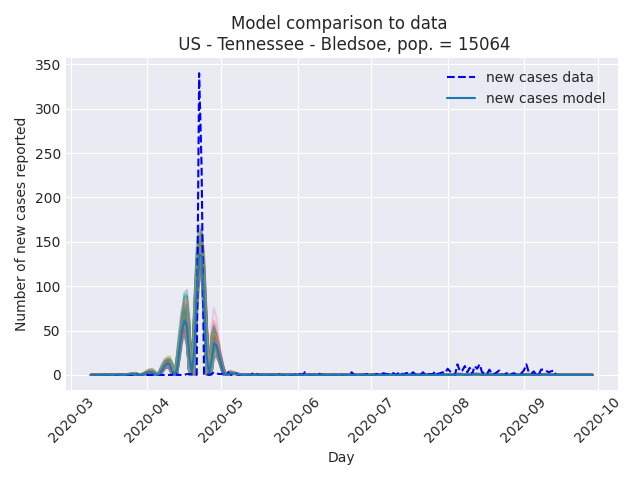 Model comparison to data
US - Tennessee - Bledsoe, pop. = 15064
350
300
250
200
150
100
50
0
Number of new cases reported
new cases data
new cases model
2020-03
2020-04
2020-05
2020-06
2020-07
2020-08
2020-09
2020-10
Day